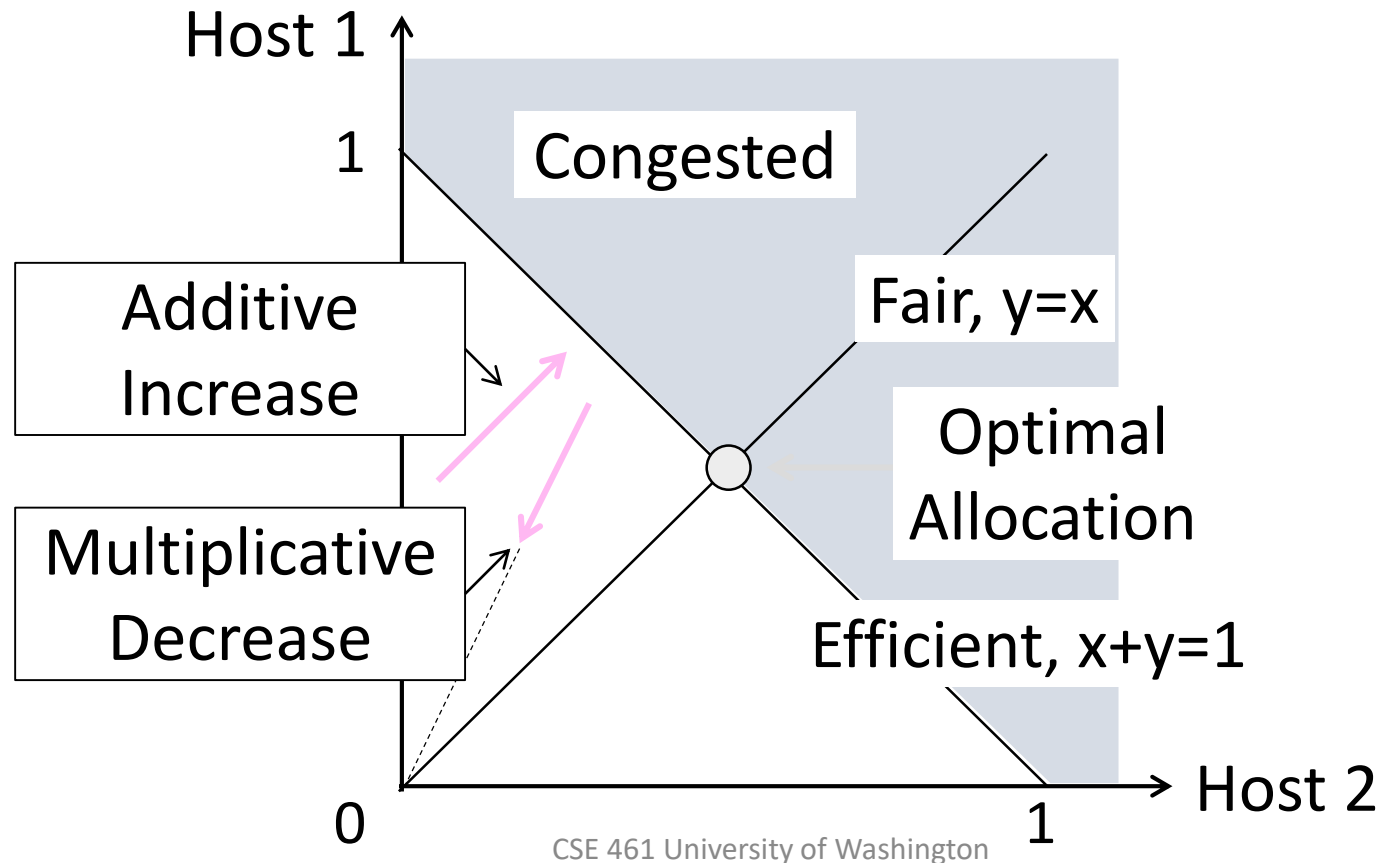 Host 1
1
Congested
Additive
Increase
Fair, y=x
Optimal
Allocation
Multiplicative
Decrease
Efficient, x+y=1
Host 2
0
1
CSE 461 University of Washington